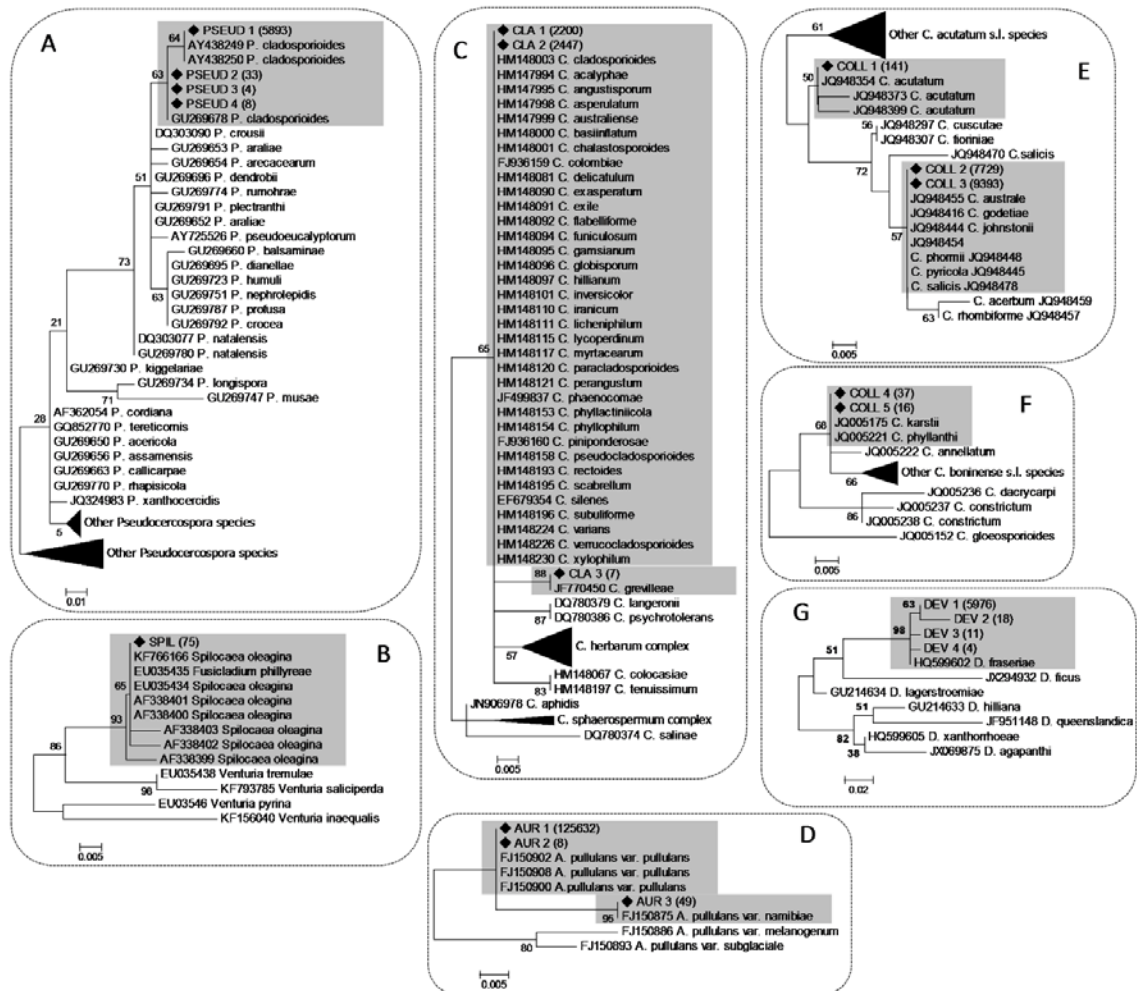 A
64
PSEUD 1 (5893)
AY438249 P. cladosporioides
AY438250 P. cladosporioides
63
PSEUD 2 (33)
PSEUD 3 (4)
PSEUD 4 (8)
GU269678 P. cladosporioides
DQ303090 P. crousii
GU269653 P. araliae
GU269654 P. arecacearum
51
GU269696 P. dendrobii
GU269774 P. rumohrae
GU269791 P. plectranthi
GU269652 P. araliae
AY725526 P. pseudoeucalyptorum
73
GU269660 P. balsaminae
GU269695 P. dianellae
GU269723 P. humuli
63
GU269751 P. nephrolepidis
GU269787 P. profusa
GU269792 P. crocea
21
DQ303077 P. natalensis
GU269780 P. natalensis
GU269730 P. kiggelariae
GU269734 P. longispora
71
GU269747 P. musae
28
AF362054 P. cordiana
GQ852770 P. tereticornis
GU269650 P. acericola
GU269656 P. assamensis
GU269663 P. callicarpae
GU269770 P. rhapisicola
JQ324983 P. xanthocercidis
5
Other Pseudocercospora species
Other Pseudocercospora species
0.01
B
SPIL (75)
KF766166 Spilocaea oleagina
EU035435 Fusicladium phillyreae
65
EU035434 Spilocaea oleagina
AF338401 Spilocaea oleagina
93
AF338400 Spilocaea oleagina
AF338403 Spilocaea oleagina
AF338402 Spilocaea oleagina
86
AF338399 Spilocaea oleagina
EU035438 Venturia tremulae
98
KF793785 Venturia saliciperda
EU03546 Venturia pyrina
KF156040 Venturia inaequalis
0.005
C
CLA 1 (2200)
CLA 2 (2447)
HM148003 C. cladosporioides
HM147994 C. acalyphae
HM147995 C. angustisporum
HM147998 C. asperulatum
HM147999 C. australiense
HM148000 C. basiinflatum
HM148001 C. chalastosporoides
FJ936159 C. colombiae
HM148081 C. delicatulum
HM148090 C. exasperatum
HM148091 C. exile
HM148092 C. flabelliforme
HM148094 C. funiculosum
HM148095 C. gamsianum
HM148096 C. globisporum
HM148097 C. hillianum
HM148101 C. inversicolor
HM148110 C. iranicum
HM148111 C. licheniphilum
HM148115 C. lycoperdinum
65
HM148117 C. myrtacearum
HM148120 C. paracladosporioides
HM148121 C. perangustum
JF499837 C. phaenocomae
HM148153 C. phyllactiniicola
HM148154 C. phyllophilum
FJ936160 C. piniponderosae
HM148158 C. pseudocladosporioides
HM148193 C. rectoides
HM148195 C. scabrellum
EF679354 C. silenes
HM148196 C. subuliforme
HM148224 C. varians
HM148226 C. verrucocladosporioides
HM148230 C. xylophilum
88
CLA 3 (7)
JF770450 C. grevilleae
DQ780379 C. langeronii
87
DQ780386 C. psychrotolerans
57
C. herbarum complex
HM148067 C. colocasiae
83
HM148197 C. tenuissimum
JN906978 C. aphidis
C. sphaerospermum complex
DQ780374 C. salinae
0.005
D
AUR 1 (125632)
AUR 2 (8)
FJ150902 A. pullulans var. pullulans
FJ150908 A. pullulans var. pullulans
FJ150900 A.pullulans var. pullulans
AUR 3 (49)
95
FJ150875 A. pullulans var. namibiae
FJ150886 A. pullulans var. melanogenum
80
FJ150893 A. pullulans var. subglaciale
0.005
E
61
Other C. acutatum s.l. species
COLL 1 (141)
50
JQ948354 C. acutatum
JQ948373 C. acutatum
JQ948399 C. acutatum
56
JQ948297 C. cusculae
JQ948307 C. fioriniae
JQ948470 C.salicis
72
COLL 2 (7729)
COLL 3 (9393)
JQ948455 C. australe
JQ948416 C. godetiae
57
JQ948444 C. johnstonii
JQ948454
C. phormii JQ948448
C. pyricola JQ948445
C. salicis JQ948478
C. acerbum JQ948459
63
C. rhombiforme JQ948457
0.005
F
COLL 4 (37)
COLL 5 (16)
68
JQ005175 C. karstii
JQ005221 C. phyllanthi
JQ005222 C. annellatum
66
Other C. boninense s.l. species
JQ005236 C. dacrycarpi
JQ005237 C. constrictum
86
JQ005238 C. constrictum
JQ005152 C. gloeosporioides
0.005
G
63
DEV 1 (5976)
DEV 2 (18)
98
DEV 3 (11)
DEV 4 (4)
51
HQ599602 D. fraseriae
JX294932 D. ficus
GU214634 D. lagerstroemiae
51
GU214633 D. hilliana
JF951148 D. queenslandica
82
HQ599605 D. xanthorrhoeae
38
JX069875 D. agapanthi
0.02